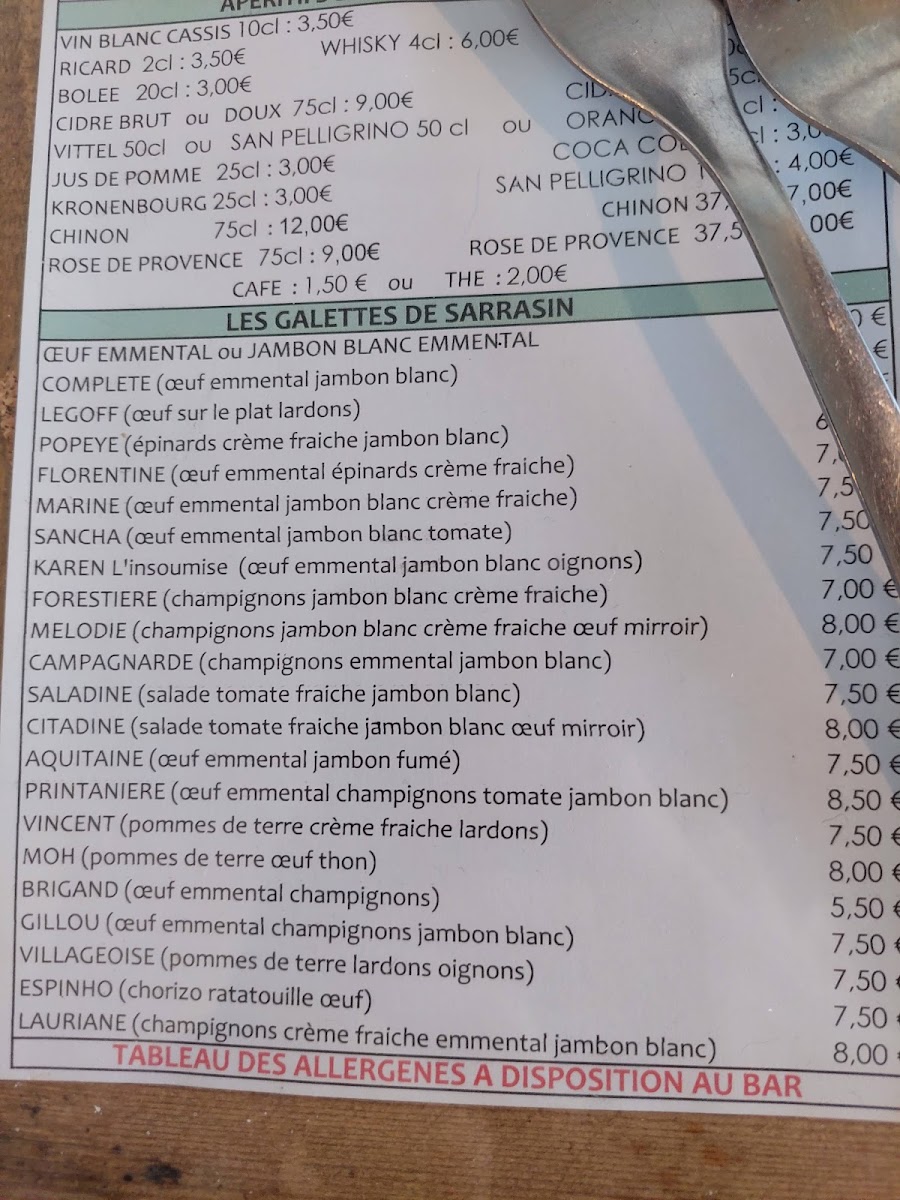 VIN BLANC CASSIS 10cl : 3,50€
RICARD 2cl : 3,50€ WHISKY 4cl : 6,00€
BOLEE 20cl : 3,00€
CIDRE BRUT ou DOUX 75cl : 9,00€
VITTEL 50cl ou SAN PELLIGRINO 50 cl ou
JUS DE POMME 25cl : 3,00€ COCA
KRONENBOURG 25cl : 3,00€ SAN PELLIGRINO : 4,00€
CHINON 75cl : 12,00€ CHINON 7,00€
ROSE DE PROVENCE 75cl : 9,00€ ROSE DE PROVENCE
CAFE : 1,50 € ou THE : 2,00€
LES GALETTES DE SARRASIN
ŒUF EMMENTAL ou JAMBON BLANC EMMENTAL €
COMPLETE (œuf emmental jambon blanc) €
LEGOFF (œuf sur le plat lardons)
POPEYE (épinards crème fraiche jambon blanc)
FLORENTINE (œuf emmental épinards crème fraiche)
MARINE (œuf emmental jambon blanc crème fraiche)
SANCHA (œuf emmental jambon blanc tomate) 7,50
KAREN L'insoumise (œuf emmental jambon blanc oignons) 7,50
FORESTIERE (champignons jambon blanc crème fraiche) 7,00 €
MELODIE (champignons jambon blanc crème fraiche œuf mirroir) 8,00 €
CAMPAGNARDE (champignons emmental jambon blanc) 7,00 €
SALADINE (salade tomate fraiche jambon blanc) 7,50 €
CITADINE (salade tomate fraiche jambon blanc œuf mirroir) 8,00 €
AQUITAINE (œuf emmental jambon fumé) 7,50 €
PRINTANIERE (œuf emmental champignons tomate jambon blanc) 8,50 €
VINCENT (pommes de terre crème fraiche lardons) 7,50 €
MOH (pommes de terre œuf thon) 8,00 €
BRIGAND (œuf emmental champignons) 5,50 €
GILLOU (œuf emmental champignons jambon blanc) 7,50 €
VILLAGEOISE (pommes de terre lardons oignons) 7,50 €
ESPINHO (chorizo ratatouille œuf) 7,50
LAURIANE (champignons crème fraiche emmental jambon blanc) 8,00
TABLEAU DES ALLERGENES A DISPOSITION AU BAR